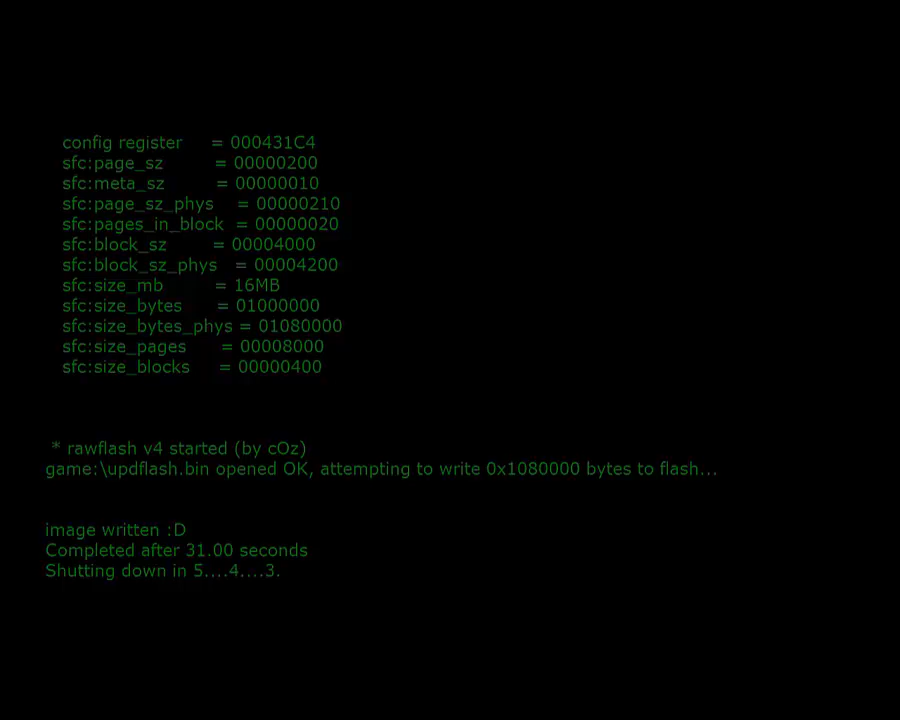 config register = 000431C4
sfc:page_sz = 00000200
sfc:meta_sz = 00000010
sfc:page_sz_phys = 00000210
sfc:pages_in_block = 00000020
sfc:block_sz = 00004000
sfc:block_sz_phys = 00004200
sfc:size_mb = 16MB
sfc:size_bytes = 01000000
sfc:size_bytes_phys = 01080000
sfc:size_pages = 00008000
sfc:size_blocks = 00000400
* rawflash v4 started (by cOz)
game:\updflash.bin opened OK, attempting to write 0x1080000 bytes to flash...
image written :D
Completed after 31.00 seconds
Shutting down in 5....4....3.